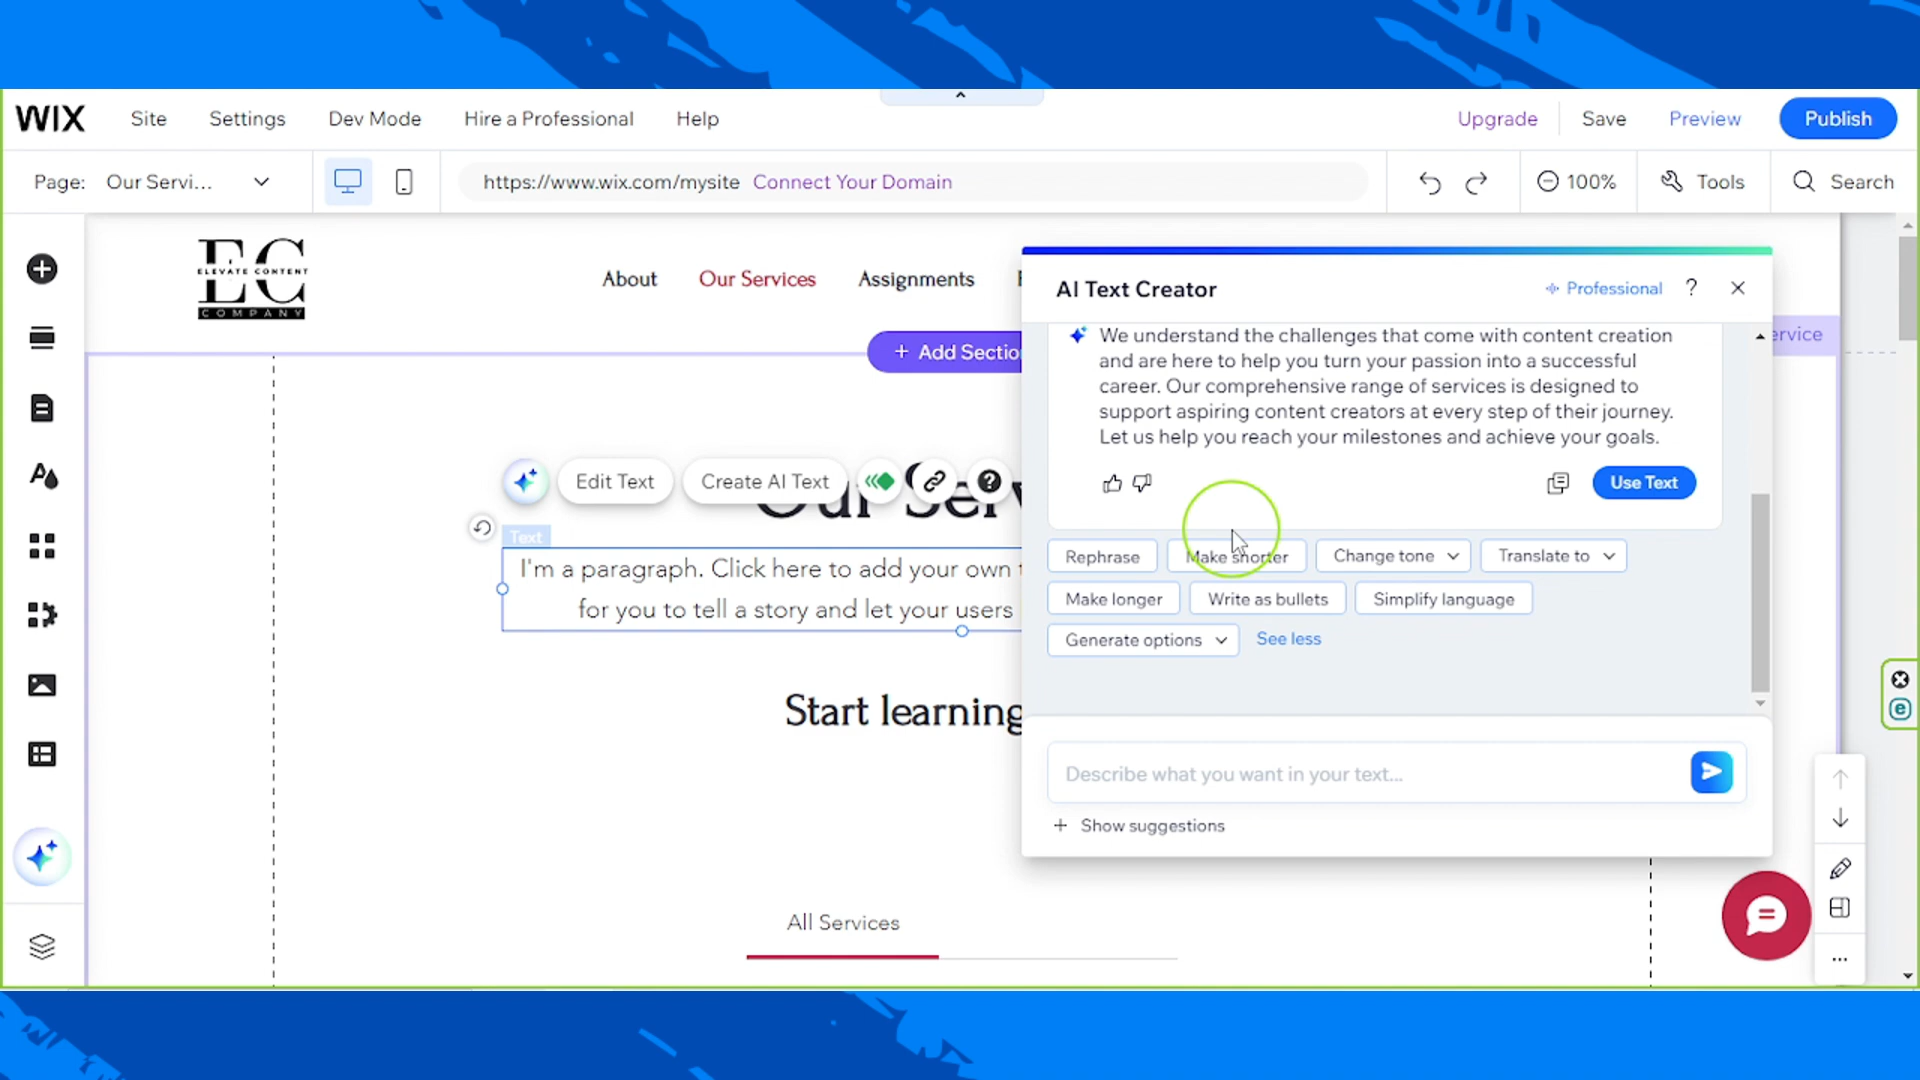 WIX
Site
Settings
Dev Mode
Hire a Professional
Help
Upgrade
Save
Preview
Publish
Page:
Our Servi...
https://www.wix.com/mysite
Connect Your Domain
100%
Tools
Search
EC
ELEVATE CONTENT
COMPANY
About
Our Services
Assignments
+ Add Sectio
ervice
AI Text Creator
Professional
?
We understand the challenges that come with content creation
and are here to help you turn your passion into a successful
career. Our comprehensive range of services is designed to
support aspiring content creators at every step of their journey.
Let us help you reach your milestones and achieve your goals.
Use Text
Edit Text
Create AI Text
?
Our Serv
Text
I'm a paragraph. Click here to add your own
for you to tell a story and let your users
Rephrase
Make shorter
Change tone
Translate to
Make longer
Write as bullets
Simplify language
Generate options
See less
Start learning
Describe what you want in your text...
+ Show suggestions
All Services